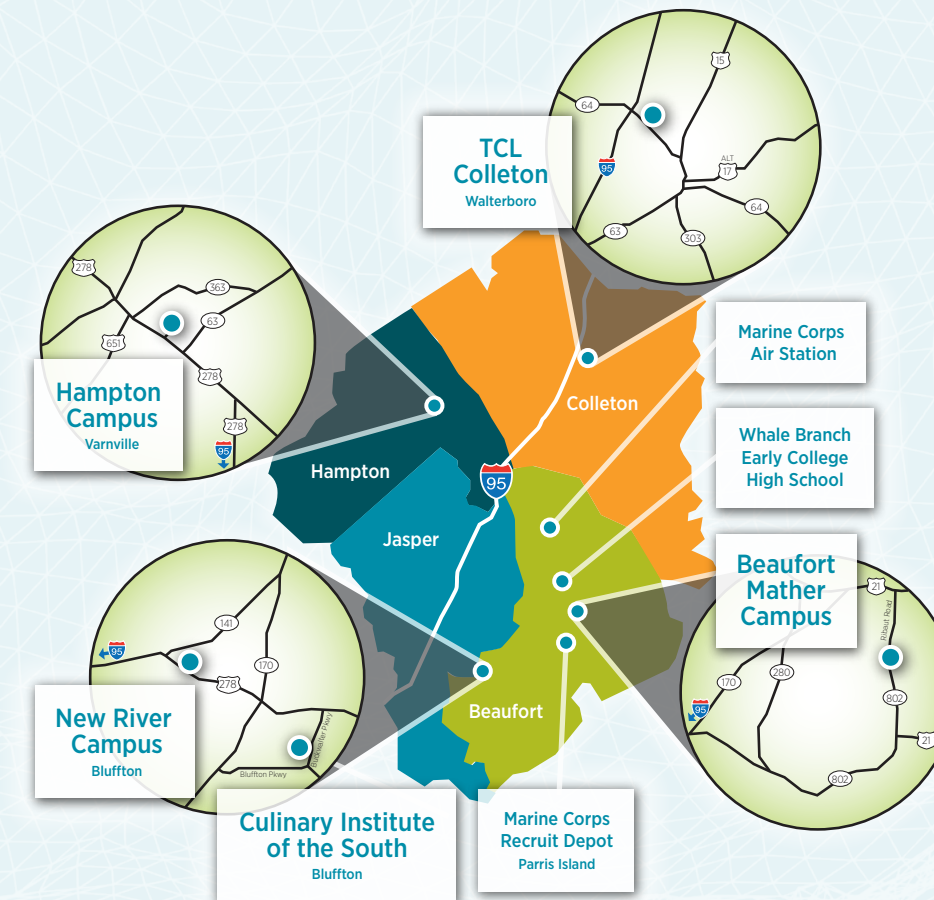 15
64
95
ALT
17
64
63
303
TCL
Colleton
Walterboro
278
363
63
651
278
278
95
Hampton
Campus
Varnville
Marine Corps
Air Station
Whale Branch
Early College
High School
Colleton
Hampton
95
Jasper
Beaufort
Beaufort
Mather
Campus
21
Ribaut Road
280
170
802
95
21
802
141
95
170
278
Buckwalter Pkwy
Bluffton Pkwy
New River
Campus
Bluffton
Culinary Institute
of the South
Bluffton
Marine Corps
Recruit Depot
Parris Island